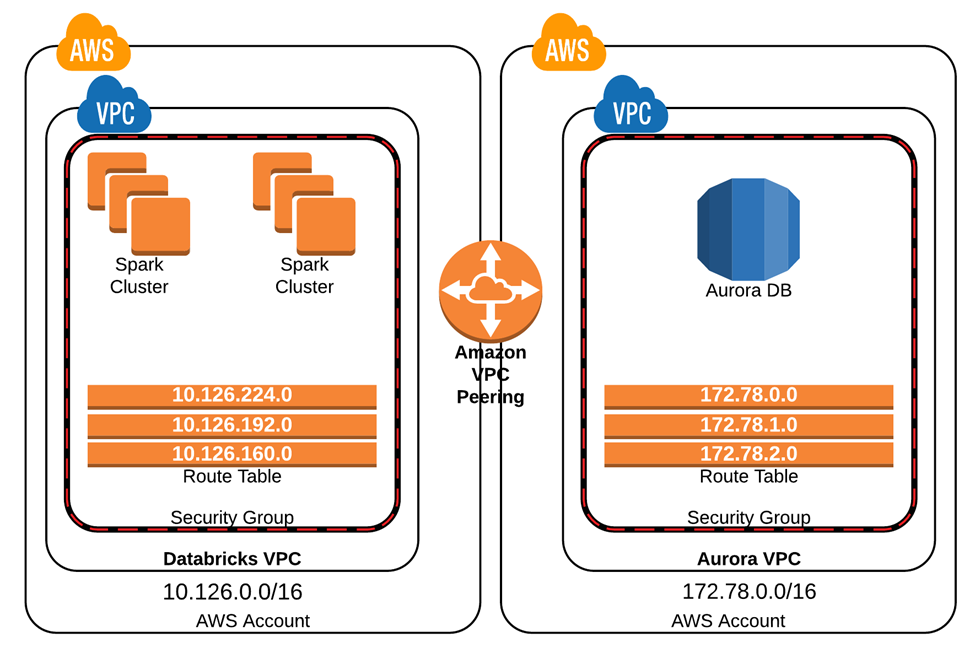 AWS
VPC
Spark
Cluster
Spark
Cluster
10.126.224.0
10.126.192.0
10.126.160.0
Route Table
Security Group
Databricks VPC
10.126.0.0/16
AWS Account
Amazon
VPC
Peering
AWS
VPC
Aurora DB
172.78.0.0
172.78.1.0
172.78.2.0
Route Table
Security Group
Aurora VPC
172.78.0.0/16
AWS Account